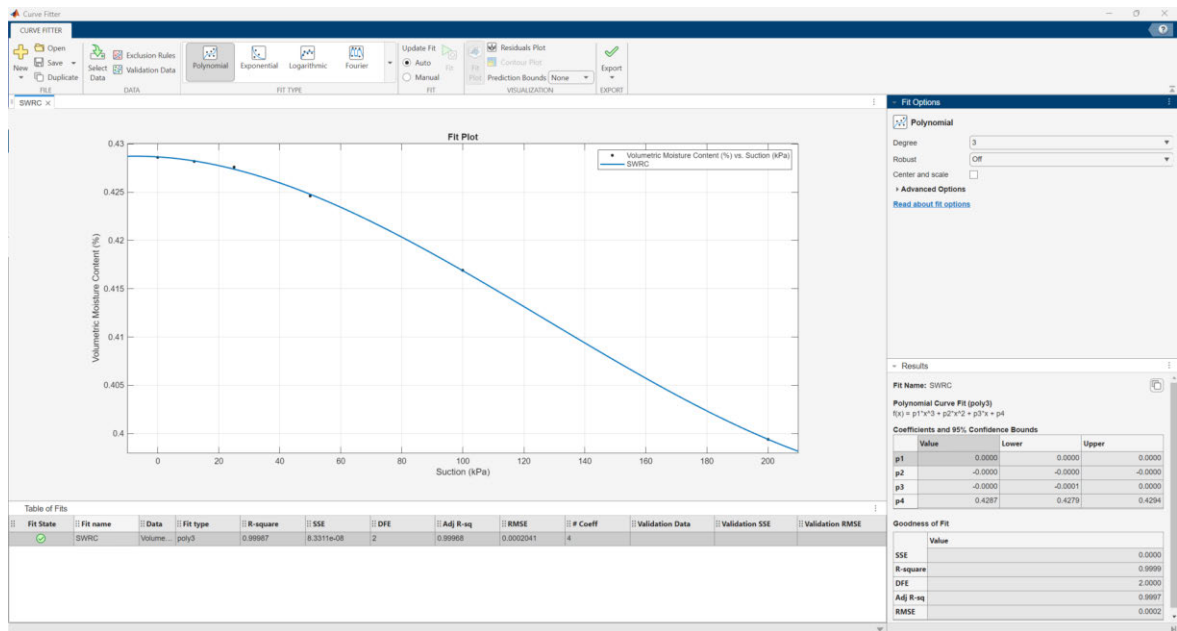 Curve Fitter
CURVE FITTER
New
Open
Save
Duplicate
FILE
Select Data
Exclusion Rules
Validation Data
DATA
Polynomial
Exponential
Logarithmic
Fourier
FIT TYPE
Update Fit
Auto
Manual
Fit
FIT
Fit Plot
Residuals Plot
Contour Plot
Prediction Bounds None
VISUALIZATION
Export
EXPORT
SWRC ×
Fit Plot
Volumetric Moisture Content (%) vs. Suction (kPa)
SWRC
0.43
0.425
0.42
0.415
0.41
0.405
0.4
Volumetric Moisture Content (%)
0 20 40 60 80 100 120 140 160 180 200
Suction (kPa)
Table of Fits
Fit State Fit name Data Fit type R-square SSE DFE Adj R-sq RMSE # Coeff Validation Data Validation SSE Validation RMSE
SWRC Volume... poly3 0.99987 8.3311e-08 2 0.99968 0.0002041 4
Fit Options
Polynomial
Degree 3
Robust Off
Center and scale
Advanced Options
Read about fit options
Results
Fit Name: SWRC
Polynomial Curve Fit (poly3)
f(x) = p1*x^3 + p2*x^2 + p3*x + p4
Coefficients and 95% Confidence Bounds
Value Lower Upper
p1 0.0000 0.0000 0.0000
p2 -0.0000 -0.0000 -0.0000
p3 -0.0000 -0.0001 0.0000
p4 0.4287 0.4279 0.4294
Goodness of Fit
Value
SSE 0.0000
R-square 0.9999
DFE 2.0000
Adj R-sq 0.9997
RMSE 0.0002